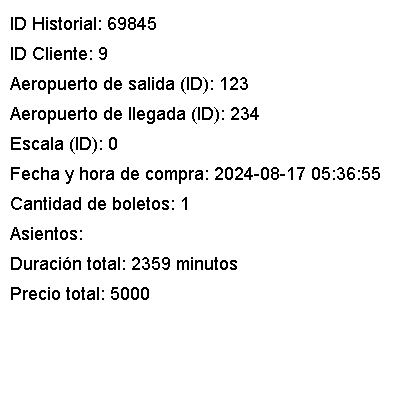 ID Historial: 69845
ID Cliente: 9
Aeropuerto de salida (ID): 123
Aeropuerto de llegada (ID): 234
Escala (ID): 0
Fecha y hora de compra: 2024-08-17 05:36:55
Cantidad de boletos: 1
Asientos:
Duración total: 2359 minutos
Precio total: 5000